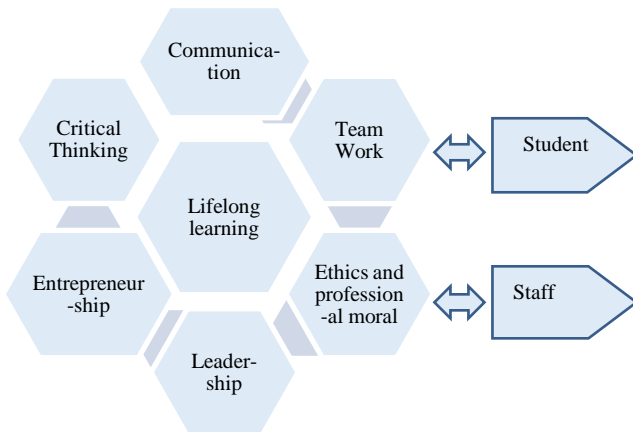 Communica-
tion
Critical
Thinking
Team
Work
Student
Lifelong
learning
Entrepreneur
-ship
Ethics and
profession
-al moral
Staff
Leader-
ship